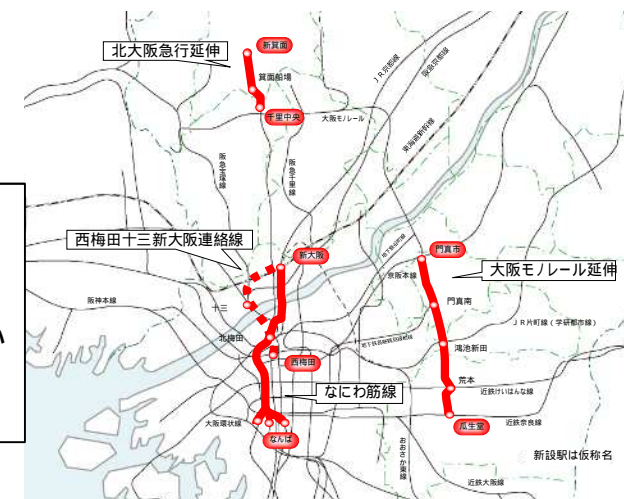 新箕面
北大阪急行延伸
箕面船場
千里中央
大阪モノレール
JR京都線
阪急京都線
東海道新幹線
阪急宝塚線
阪急千里線
西梅田十三新大阪連絡線
新大阪
門真市
京阪本線
大阪モノレール延伸
阪神本線
十三
門真南
北梅田
JR片町線(学研都市線)
鴻池新田
西梅田
荒本
なにわ筋線
近鉄けいはんな線
瓜生堂
大阪環状線
なんば
近鉄奈良線
おおさか東線
新設駅は仮称名
近鉄大阪線